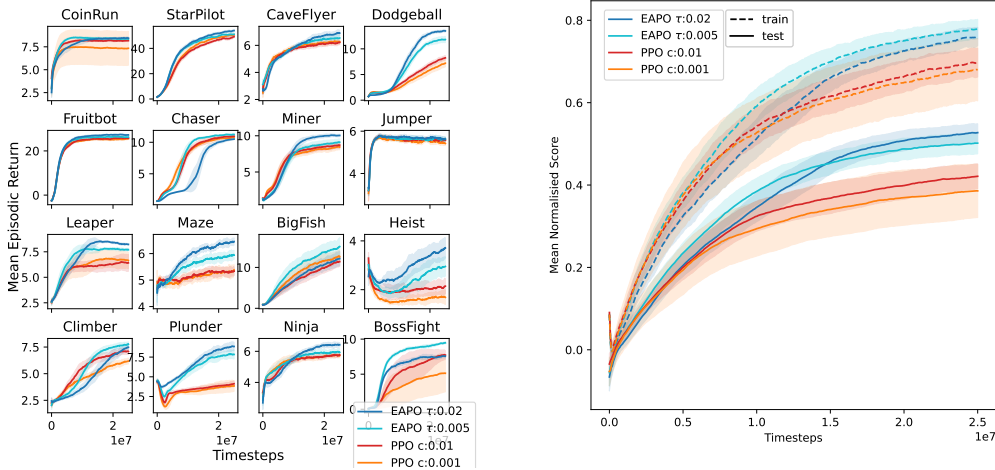 CoinRun
StarPilot
CaveFlyer
Dodgeball
7.5
5.0
2.5
40
20
6
4
10
5
Fruitbot
Chaser
Miner
Jumper
20
0
10
5
10
5
6
4
Leaper
Maze
BigFish
Heist
7.5
5.0
2.5
6
5
4
10
0
4
2
Climber
Plunder
Ninja
BossFight
7.5
5.0
2.5
7.5
5.0
2.5
6
4
10
5
0
0 2
1e7
0 2
1e7
0 2
1e7
1e7
Mean Episodic Return
Timesteps
EAPO τ:0.02
EAPO τ:0.005
PPO c:0.01
PPO c:0.001
EAPO τ:0.02
EAPO τ:0.005
PPO c:0.01
PPO c:0.001
train
test
Mean Normalisied Score
0.8
0.6
0.4
0.2
0.0
0.0 0.5 1.0 1.5 2.0 2.5
Timesteps
1e7